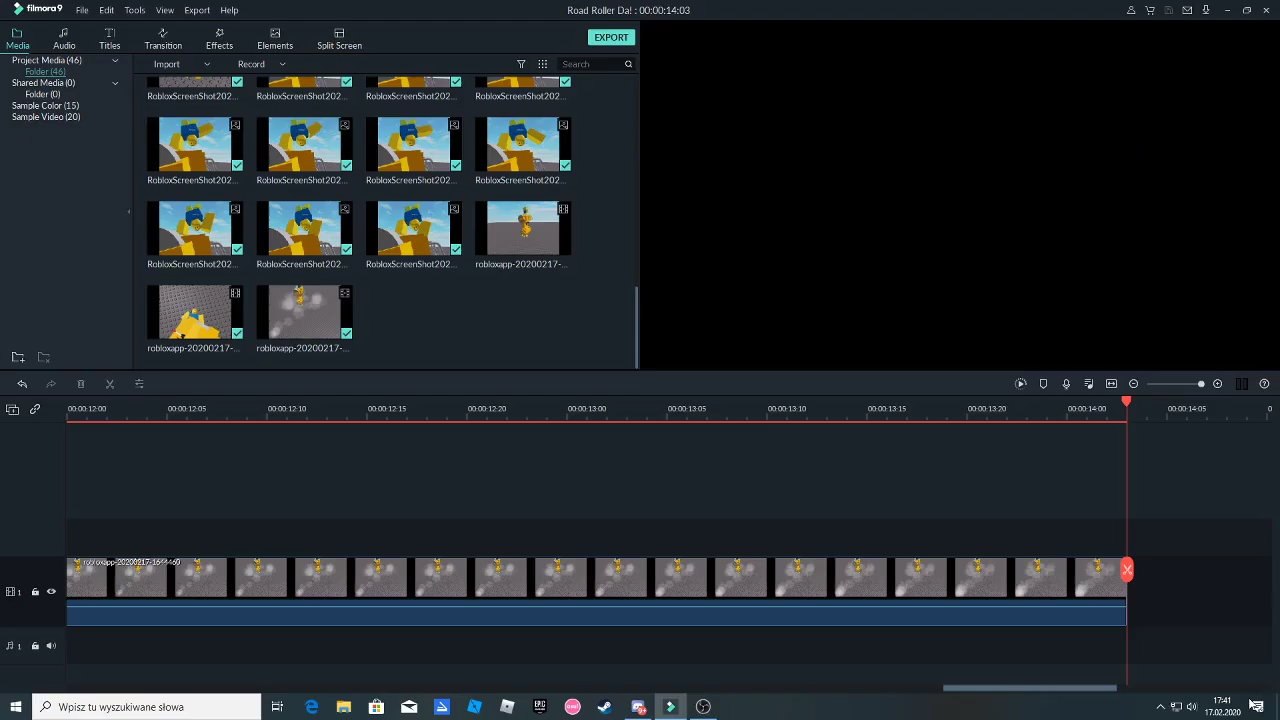 filmora9 File Edit Tools View Export Help Road Roller Da! : 00:00:14:03
Media Audio Titles Transition Effects Elements Split Screen EXPORT
Project Media (46)
Folder (46)
Shared Media (0)
Folder (0)
Sample Color (15)
Sample Video (20)
Import Record Search
RobloxScreenShot202... RobloxScreenShot202... RobloxScreenShot202... RobloxScreenShot202...
RobloxScreenShot202... RobloxScreenShot202... RobloxScreenShot202... RobloxScreenShot202...
RobloxScreenShot202... RobloxScreenShot202... RobloxScreenShot202... robloxapp-20200217-...
robloxapp-20200217-... robloxapp-20200217-...
00:00:12:00 00:00:12:05 00:00:12:10 00:00:12:15 00:00:12:20 00:00:13:00 00:00:13:05 00:00:13:10 00:00:13:15 00:00:13:20 00:00:14:00 00:00:14:05 0
robloxapp-20200217-1644469
1
1
Wpisz tu wyszukiwane słowa
17:41
17.02.2020